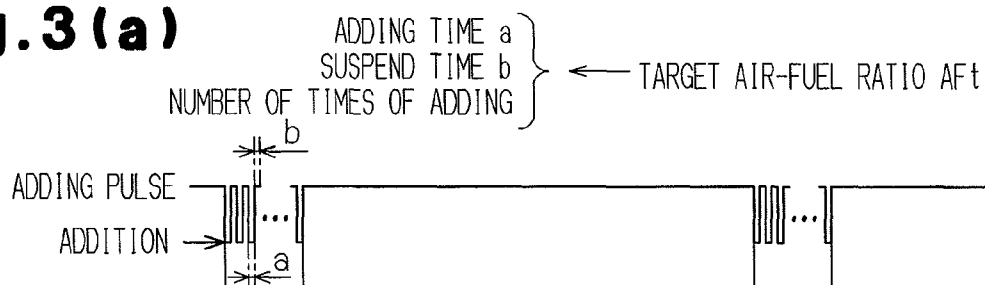 g.3(a)
ADDING TIME a
SUSPEND TIME b
NUMBER OF TIMES OF ADDING
TARGET AIR-FUEL RATIO AFt
b
ADDING PULSE
...
...
ADDITION
a